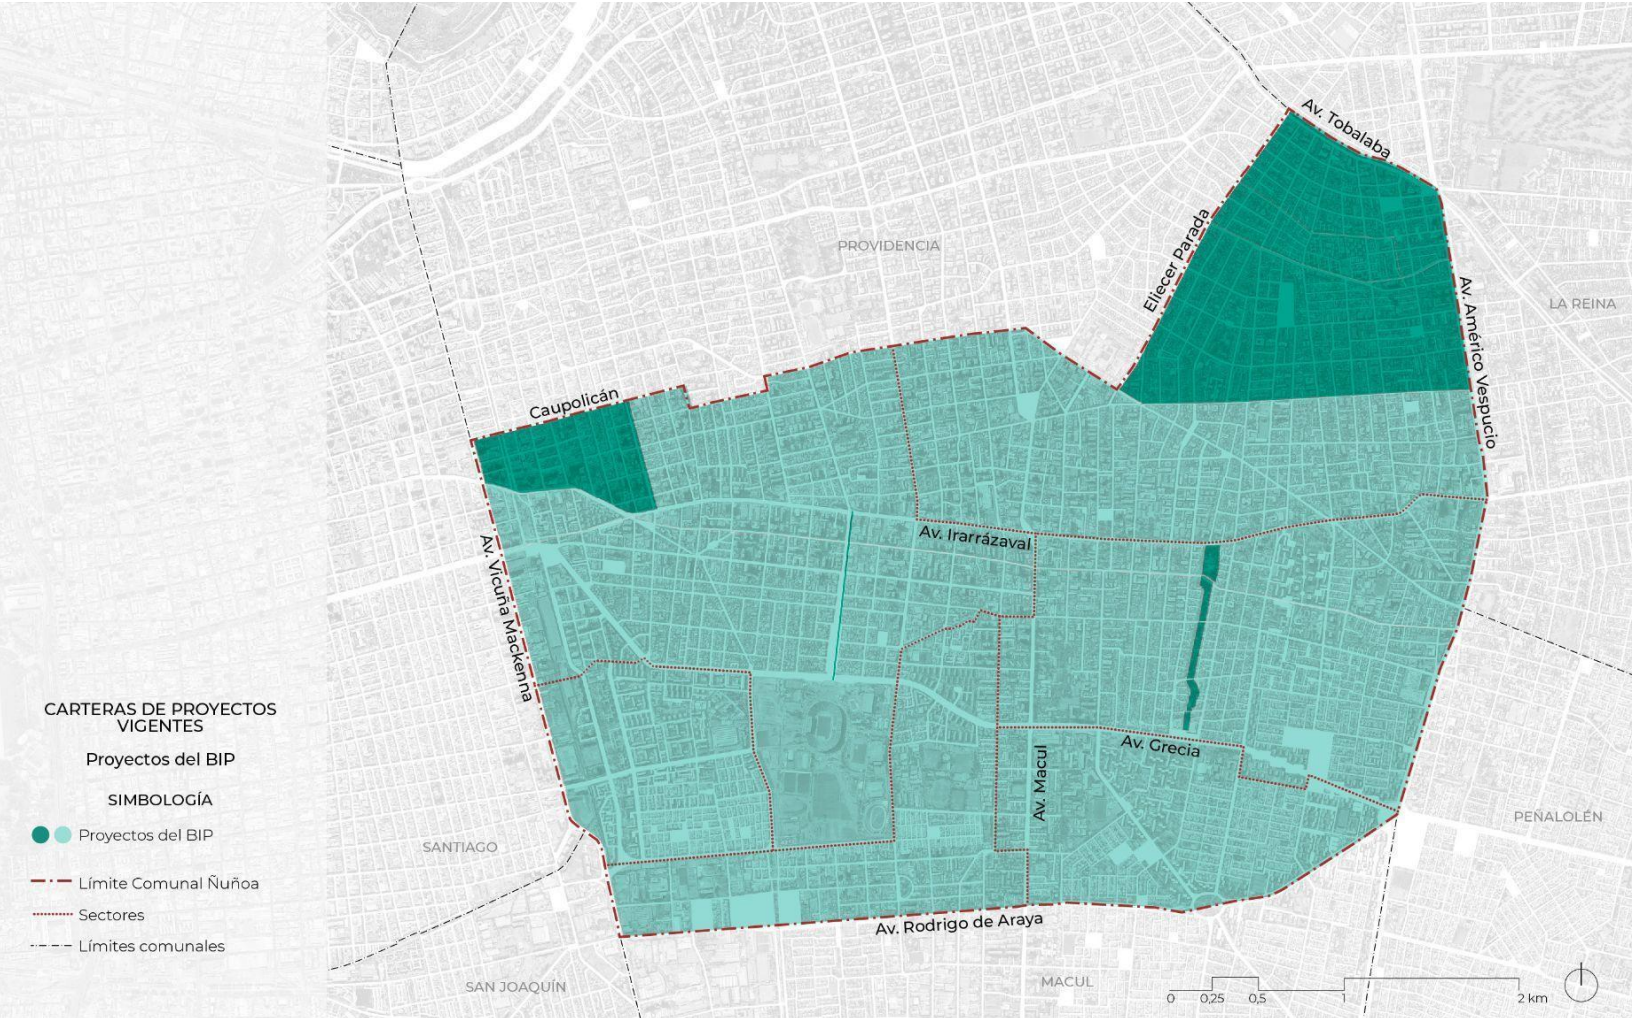 Av. Tobalaba
Eliecer Parada
PROVIDENCIA
Av. Américo Vespucio
LA REINA
Caupolicán
Av. Irarrázaval
Av. Vicuña Mackenna
Av. Macul
Av. Grecia
CARTERAS DE PROYECTOS
VIGENTES
Proyectos del BIP
SIMBOLOGÍA
Proyectos del BIP
Límite Comunal Ñuñoa
Sectores
Límites comunales
SANTIAGO
PEÑALOLÉN
Av. Rodrigo de Araya
SAN JOAQUÍN
MACUL
0 0,25 0,5 1 2 km